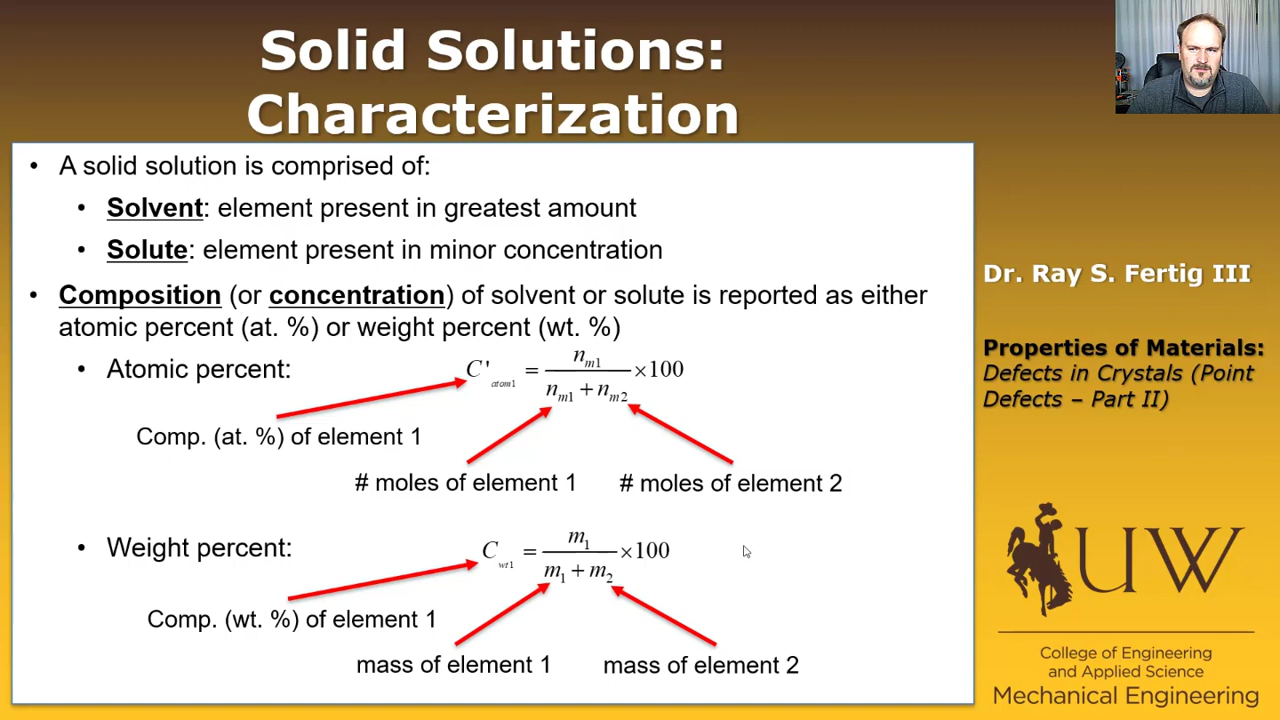 Solid Solutions:
Characterization
• A solid solution is comprised of:
• Solvent: element present in greatest amount
• Solute: element present in minor concentration
• Composition (or concentration) of solvent or solute is reported as either
atomic percent (at. %) or weight percent (wt. %)
• Atomic percent:
C'atom1 = nm1 / (nm1 + nm2) ×100
Comp. (at. %) of element 1
# moles of element 1
# moles of element 2
• Weight percent:
Cwt1 = m1 / (m1 + m2) ×100
Comp. (wt. %) of element 1
mass of element 1
mass of element 2
Dr. Ray S. Fertig III
Properties of Materials:
Defects in Crystals (Point
Defects – Part II)
UW
College of Engineering
and Applied Science
Mechanical Engineering